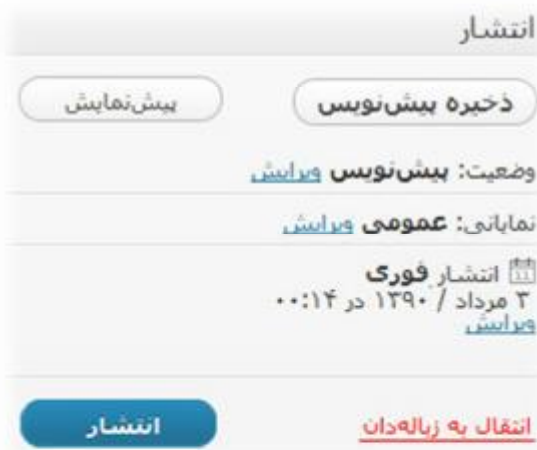 انتشار
ذخیره پیش‌نویس
پیش‌نمایش
وضعیت: پیش‌نویس ویرایش
نمایانی: عمومی ویرایش
انتشار فوری
۳ مرداد / ۱۳۹۰ در ۰۰:۱۴
ویرایش
انتقال به زباله‌دان
انتشار